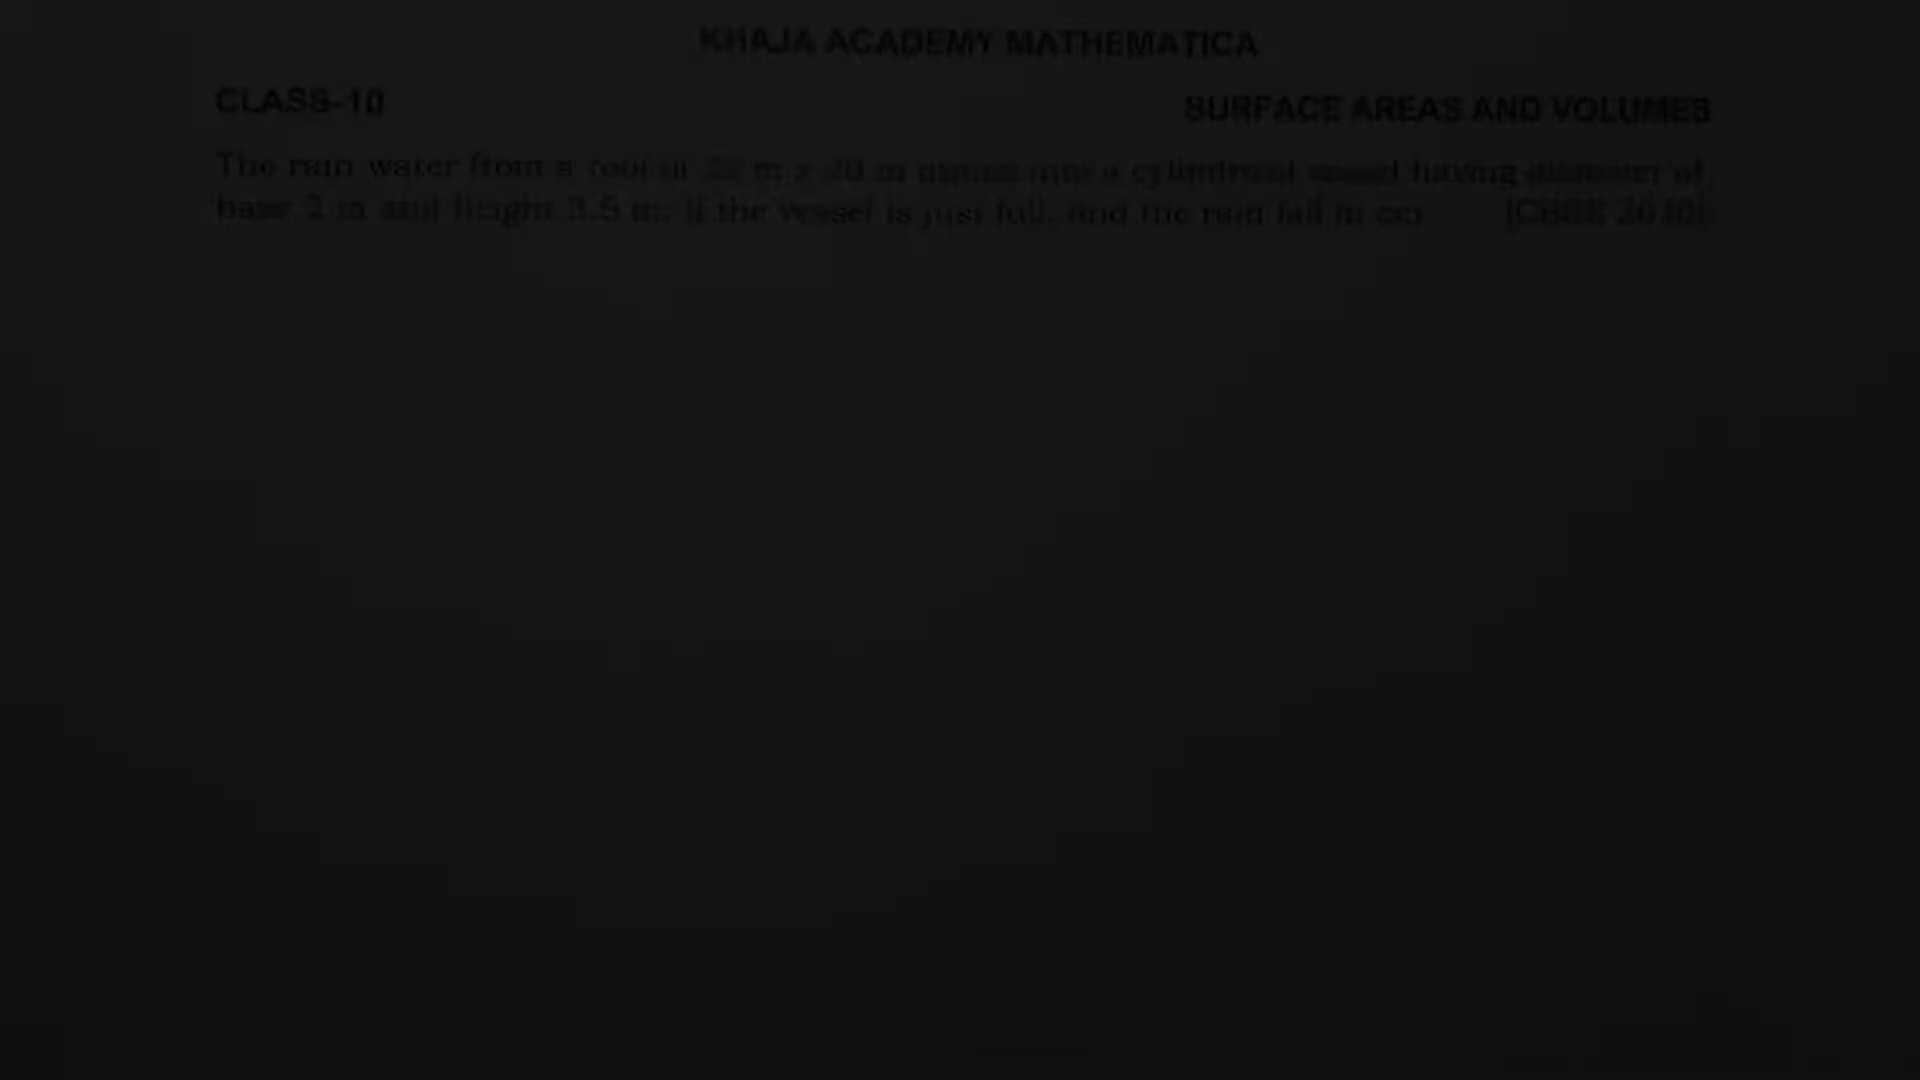 KHAJA ACADEMY MATHEMATICA
CLASS-10
SURFACE AREAS AND VOLUMES
The rain water from a roof of 22 m x 20 m drains into a cylindrical vessel having diameter of
base 2 m and height 3.5 m. If the vessel is just full, find the rain fall in cm